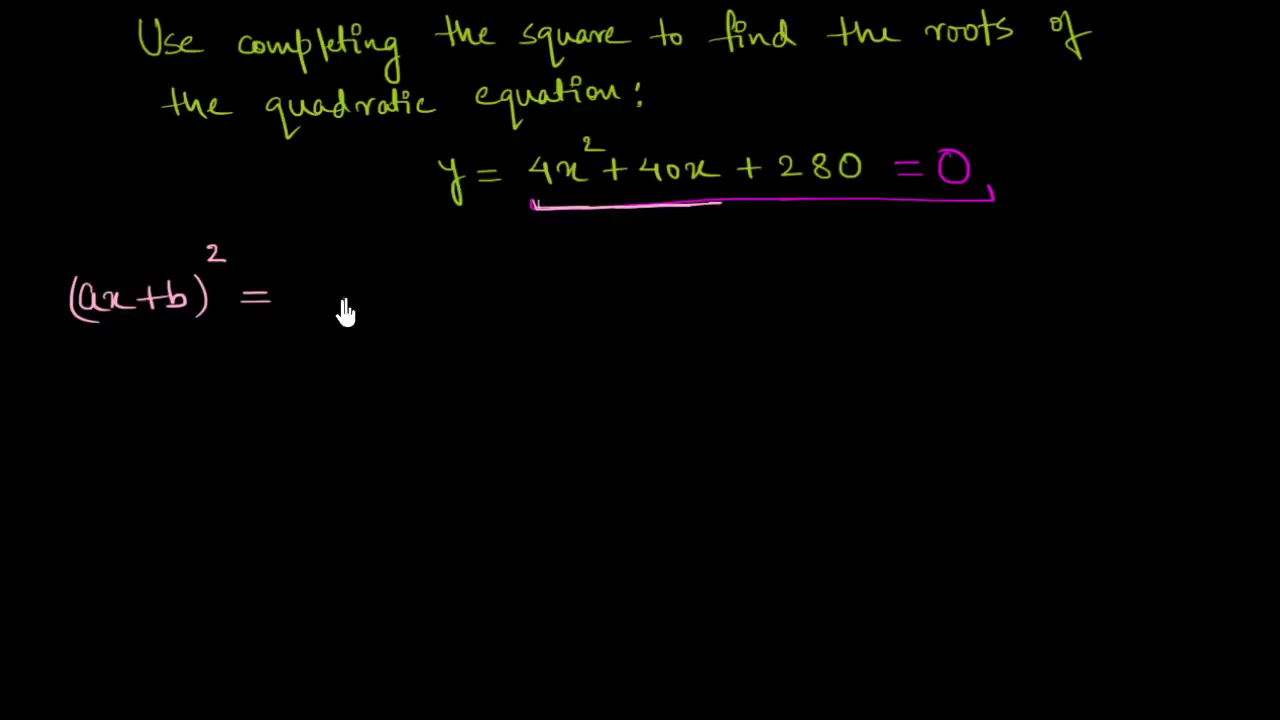 Use completing the square to find the roots of
the quadratic equation:
y = 4x² + 40x + 280 = 0
(ax+b)² =